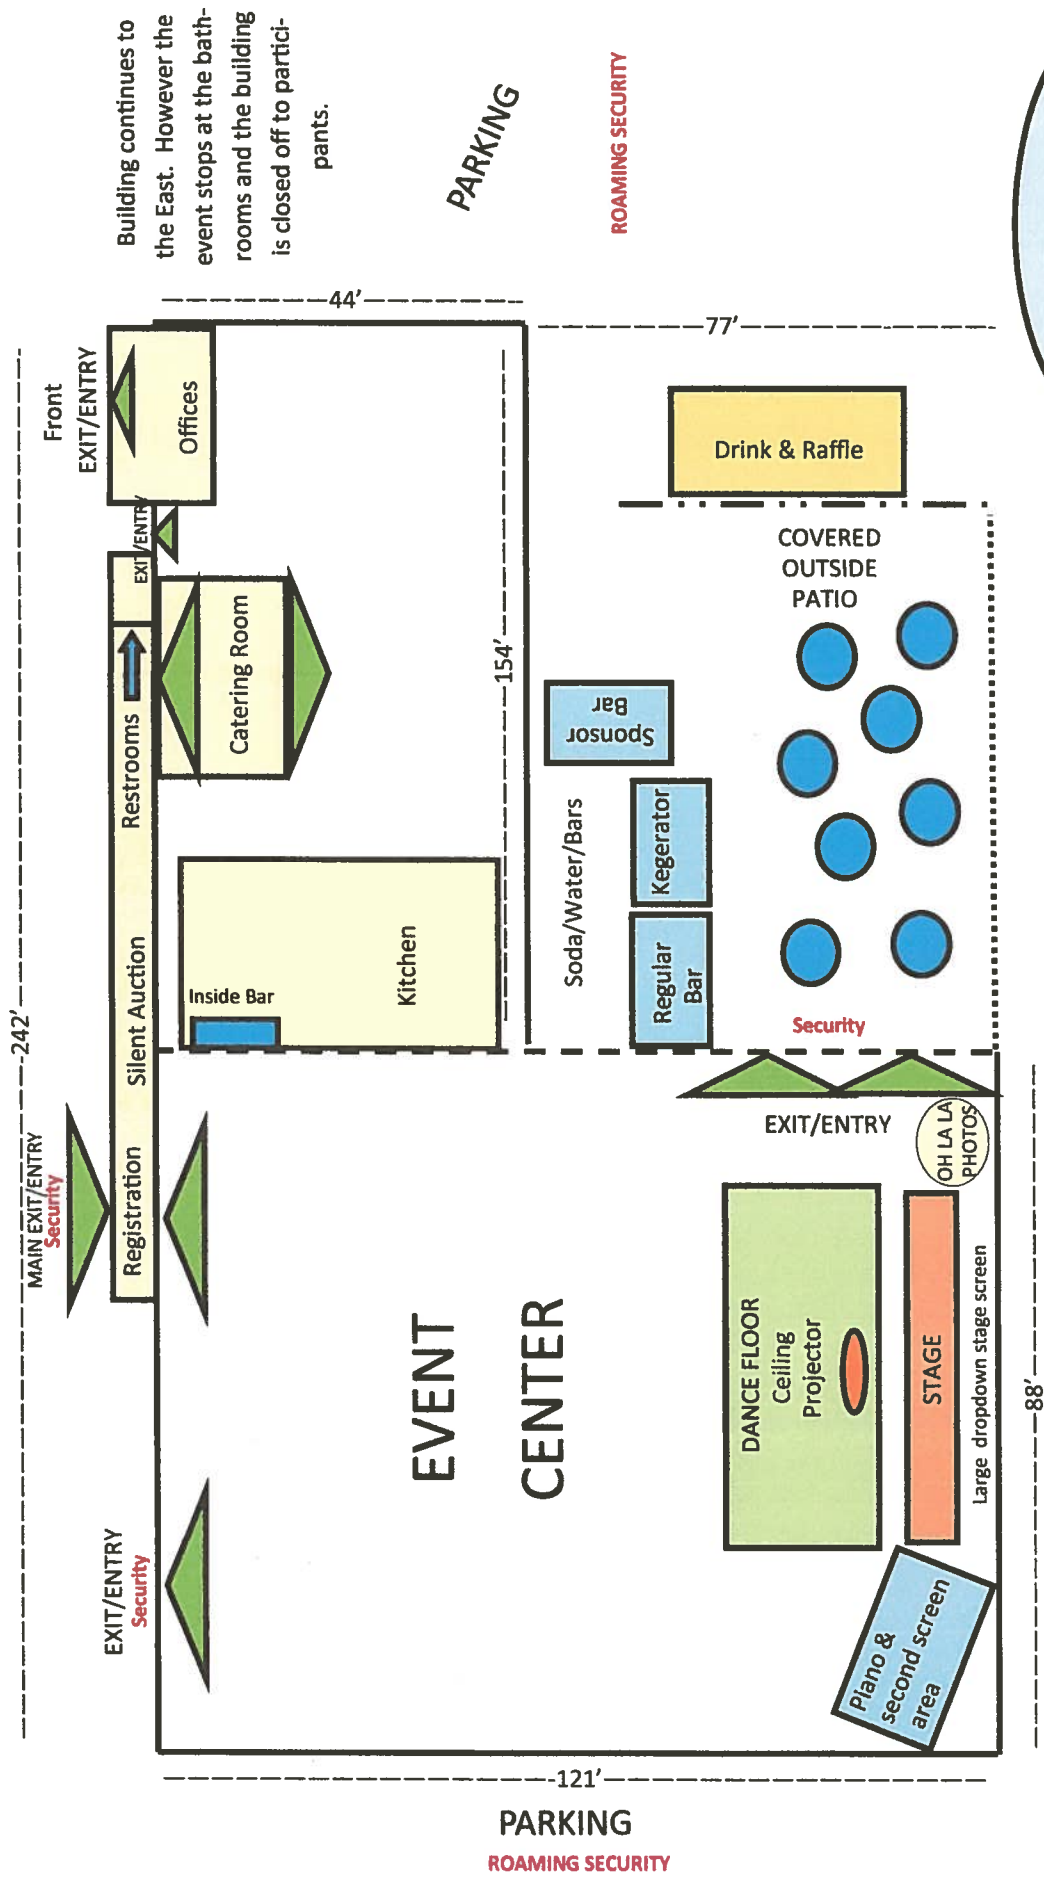 Building continues to
the East. However the
event stops at the bath-
rooms and the building
is closed off to partici-
pants.
PARKING
ROAMING SECURITY
242'
MAIN EXIT/ENTRY
Security
EXIT/ENTRY
Security
Front
EXIT/ENTRY
EXIT/ENTRY
Registration
Silent Auction
Restrooms
Offices
44'
77'
Catering Room
Inside Bar
Kitchen
154'
Drink & Raffle
COVERED
OUTSIDE
PATIO
Sponsor
Bar
Soda/Water/Bars
Kegerator
Regular
Bar
Security
EXIT/ENTRY
OH LA LA
PHOTOS
EVENT
CENTER
DANCE FLOOR
Ceiling
Projector
STAGE
Large dropdown stage screen
Piano &
second screen
area
88'
121'
PARKING
ROAMING SECURITY